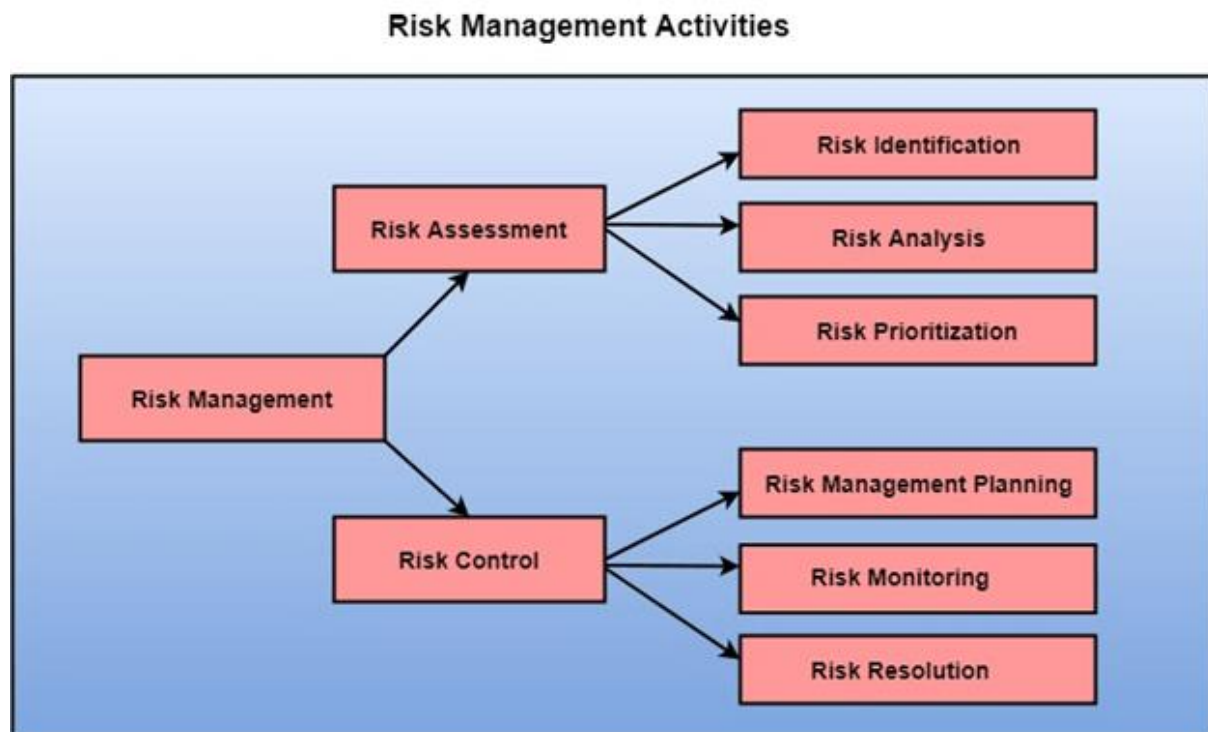 Risk Management Activities
Risk Identification
Risk Assessment
Risk Analysis
Risk Prioritization
Risk Management
Risk Management Planning
Risk Control
Risk Monitoring
Risk Resolution